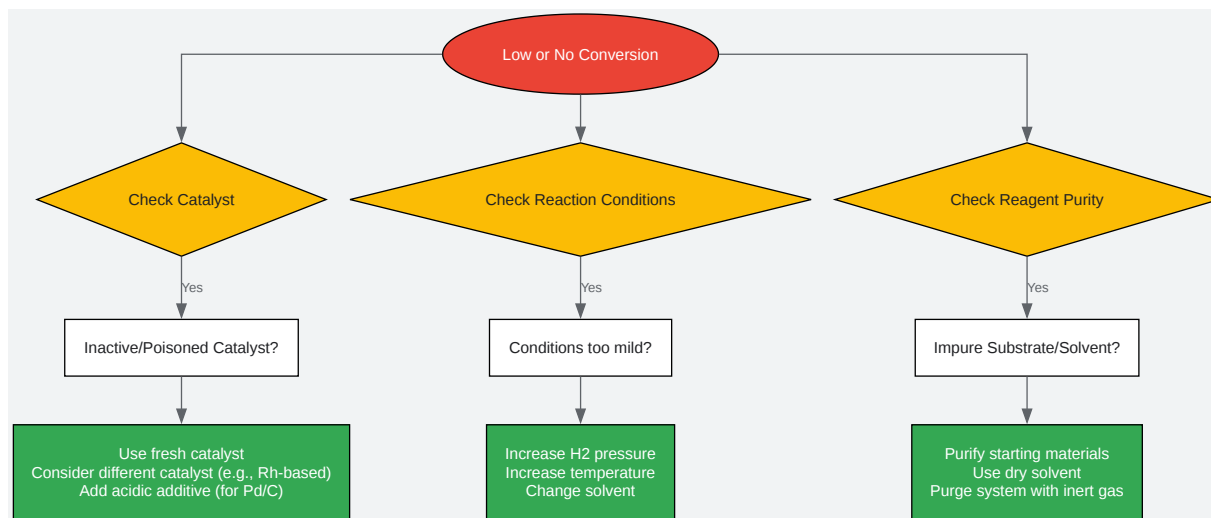 Low or No Conversion
Check Catalyst
Check Reaction Conditions
Check Reagent Purity
Yes
Yes
Yes
Inactive/Poisoned Catalyst?
Conditions too mild?
Impure Substrate/Solvent?
Use fresh catalyst
Consider different catalyst (e.g., Rh-based)
Add acidic additive (for Pd/C)
Increase H2 pressure
Increase temperature
Change solvent
Purify starting materials
Use dry solvent
Purge system with inert gas